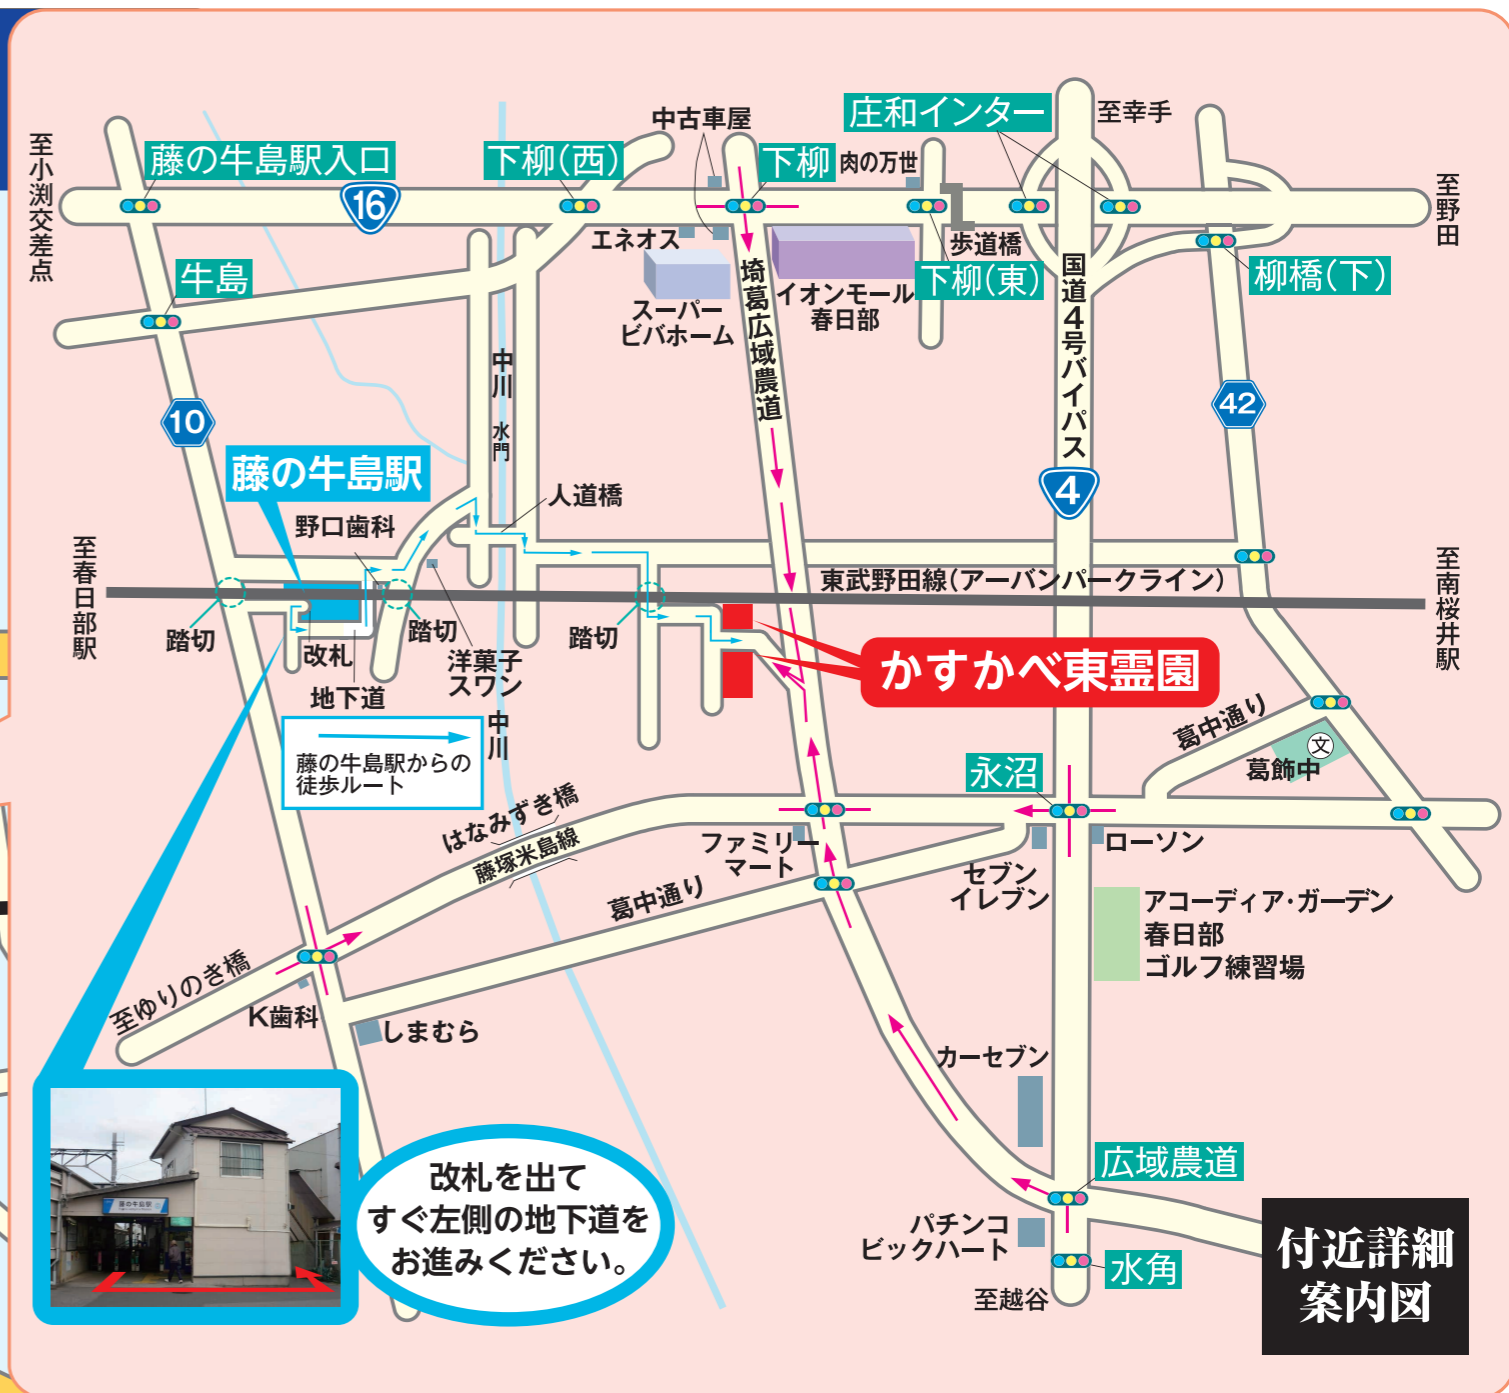 至小渕交差点
藤の牛島駅入口
16
下柳（西）
中古車屋
下柳
肉の万世
庄和インター
至幸手
至野田
牛島
エネオス
スーパー
ビバホーム
埼葛広域農道
イオンモール
春日部
歩道橋
下柳（東）
国道4号バイパス
柳橋（下）
10
中川
水門
42
4
藤の牛島駅
野口歯科
人道橋
至春日部駅
東武野田線（アーバンパークライン）
至南桜井駅
踏切
改札
地下道
踏切
洋菓子
スワン
踏切
かすかべ東霊園
中川
藤の牛島駅からの
徒歩ルート
葛中通り
文
葛飾中
永沼
はなみずき橋
藤塚米島線
ファミリー
マート
ローソン
セブン
イレブン
葛中通り
アコーディア・ガーデン
春日部
ゴルフ練習場
至ゆりのき橋
K歯科
しまむら
カーセブン
藤の牛島駅
改札を出て
すぐ左側の地下道を
お進みください。
広域農道
パチンコ
ビックハート
水角
至越谷
付近詳細
案内図